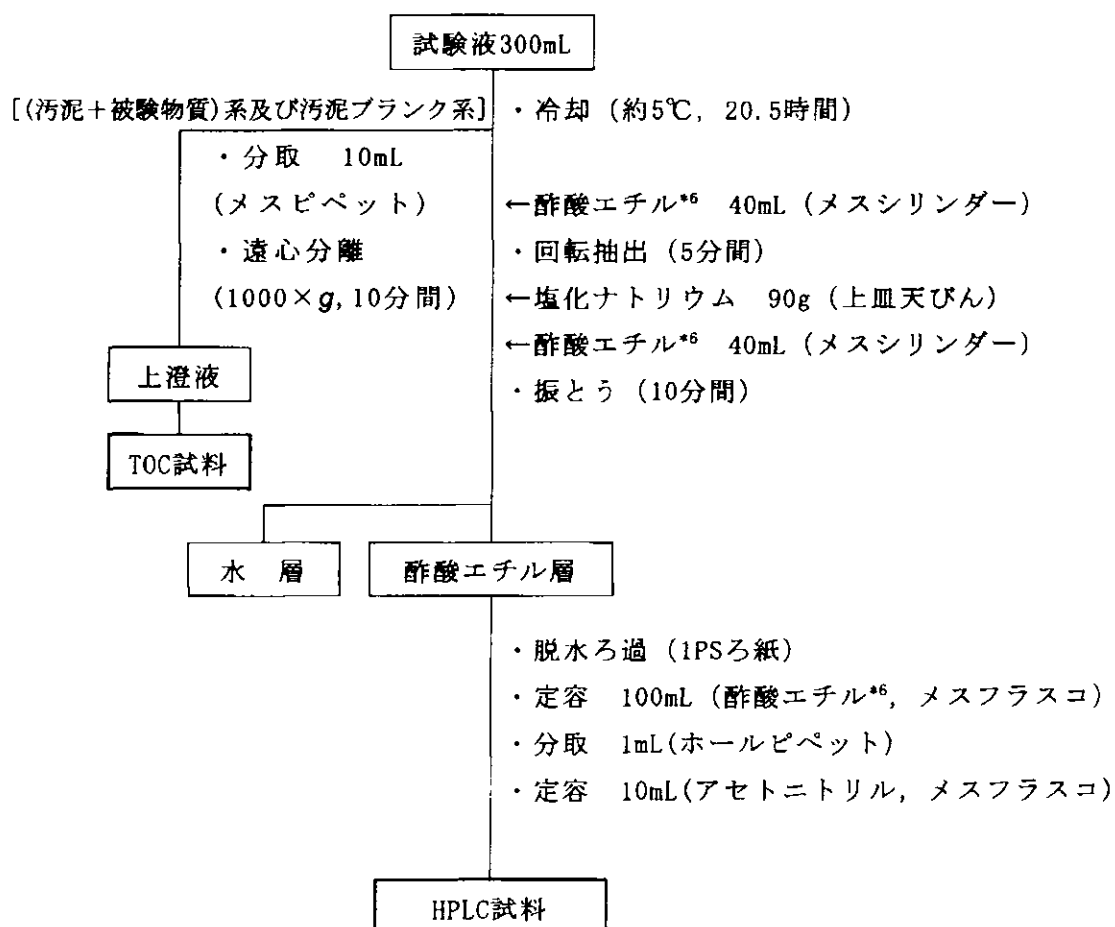 試験液300mL
[(汚泥+被験物質)系及び汚泥ブランク系]
・冷却 (約5℃, 20.5時間)
・分取 10mL
(メスピペット)
←酢酸エチル*6 40mL (メスシリンダー)
・遠心分離
・回転抽出 (5分間)
(1000×g, 10分間)
←塩化ナトリウム 90g (上皿天びん)
←酢酸エチル*6 40mL (メスシリンダー)
上澄液
・振とう (10分間)
TOC試料
水 層
酢酸エチル層
・脱水ろ過 (1PSろ紙)
・定容 100mL (酢酸エチル*6, メスフラスコ)
・分取 1mL(ホールピペット)
・定容 10mL(アセトニトリル, メスフラスコ)
HPLC試料